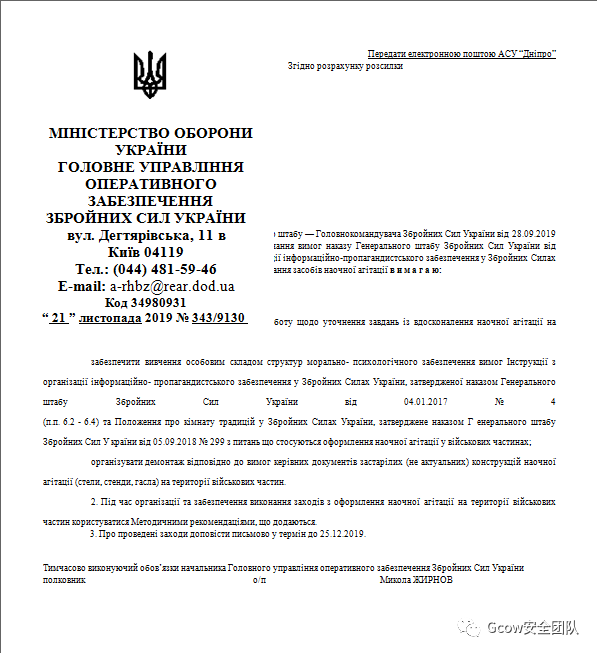 Передати електронною поштою АСУ “Дніпро”
Згідно розрахунку розсилки
МІНІСТЕРСТВО ОБОРОНИ
УКРАЇНИ
ГОЛОВНЕ УПРАВЛІННЯ
ОПЕРАТИВНОГО
ЗАБЕЗПЕЧЕННЯ
ЗБРОЙНИХ СИЛ УКРАЇНИ
вул. Дегтярівська, 11 в
Київ 04119
Тел.: (044) 481-59-46
E-mail: a-rhbz@rear.dod.ua
Код 34980931
“ 21 ” листопада 2019 № 343/9130
штабу — Головнокомандувача Збройних Сил України від 28.09.2019
вимог наказу Генерального штабу Збройних Сил України від
інформаційно-пропагандистського забезпечення у Збройних Силах
засобів наочної агітації в и м а г а ю:
щодо уточнення завдань із вдосконалення наочної агітації на
забезпечити вивчення особовим складом структур морально- психологічного забезпечення вимог Інструкції з
організації інформаційно- пропагандистського забезпечення у Збройних Силах України, затвердженої наказом Генерального
штабу Збройних Сил України від 04.01.2017 № 4
(п.п. 6.2 - 6.4) та Положення про кімнату традицій у Збройних Силах України, затверджене наказом Г енерального штабу
Збройних Сил У країни від 05.09.2018 № 299 з питань що стосуються оформлення наочної агітації у військових частинах;
організувати демонтаж відповідно до вимог керівних документів застарілих (не актуальних) конструкцій наочної
агітації (стели, стенди, гасла) на території військових частин.
2. Під час організації та забезпечення виконання заходів з оформлення наочної агітації на території військових
частин користуватися Методичними рекомендаціями, що додаються.
3. Про проведені заходи доповісти письмово у термін до 25.12.2019.
Тимчасово виконуючий обов’язки начальника Головного управління оперативного забезпечення Збройних Сил України
полковник о/п Микола ЖИРНОВ
Gcow安全团队